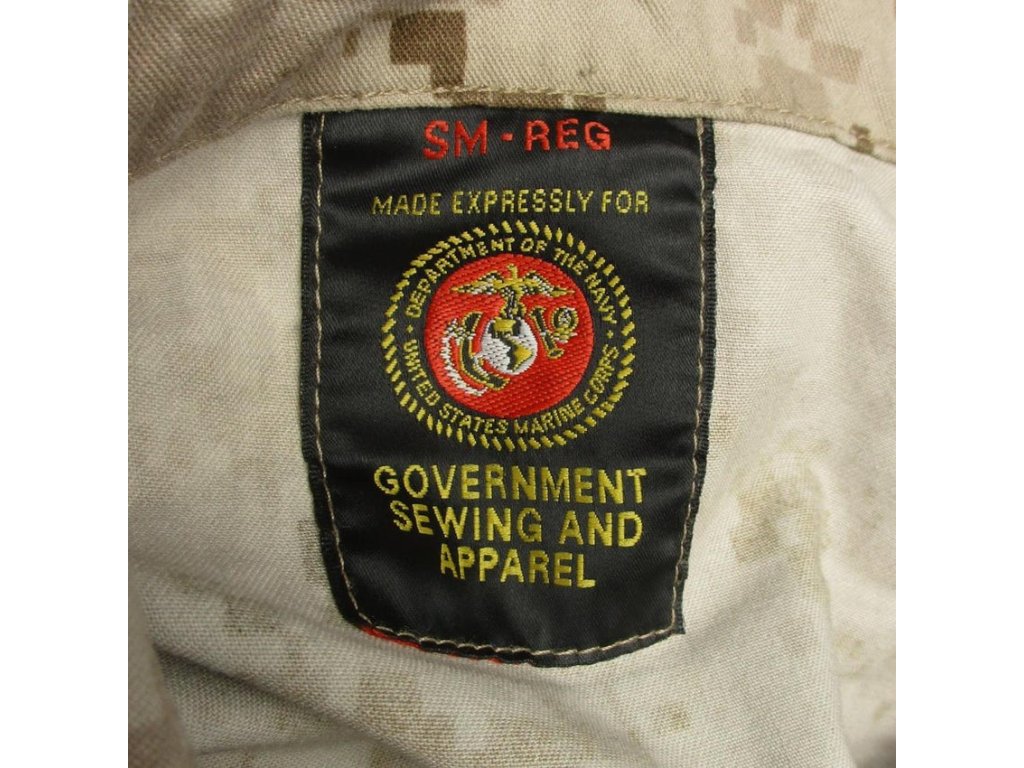 SM - REG
MADE EXPRESSLY FOR
DEPARTMENT OF THE NAVY
UNITED STATES MARINE CORPS
GOVERNMENT
SEWING AND
APPAREL